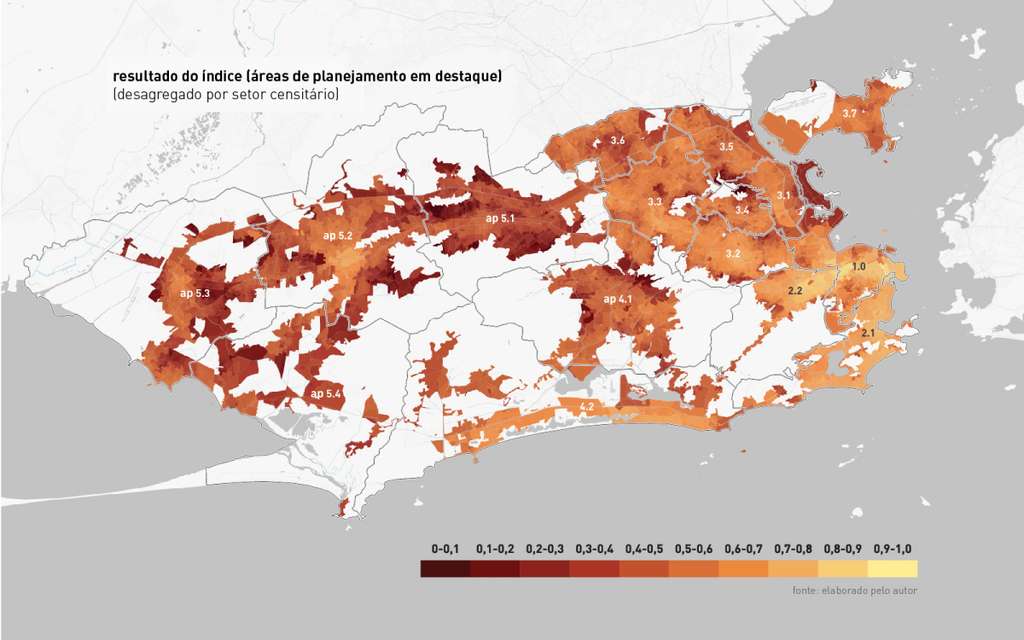 resultado do índice (áreas de planejamento em destaque)
(desagregado por setor censitário)
3.7
3.6
3.5
3.1
3.3
3.4
ap 5.1
ap 5.2
3.2
1.0
2.2
ap 5.3
ap 4.1
2.1
ap 5.4
4.2
0-0,1 0,1-0,2 0,2-0,3 0,3-0,4 0,4-0,5 0,5-0,6 0,6-0,7 0,7-0,8 0,8-0,9 0,9-1,0
fonte: elaborado pelo autor